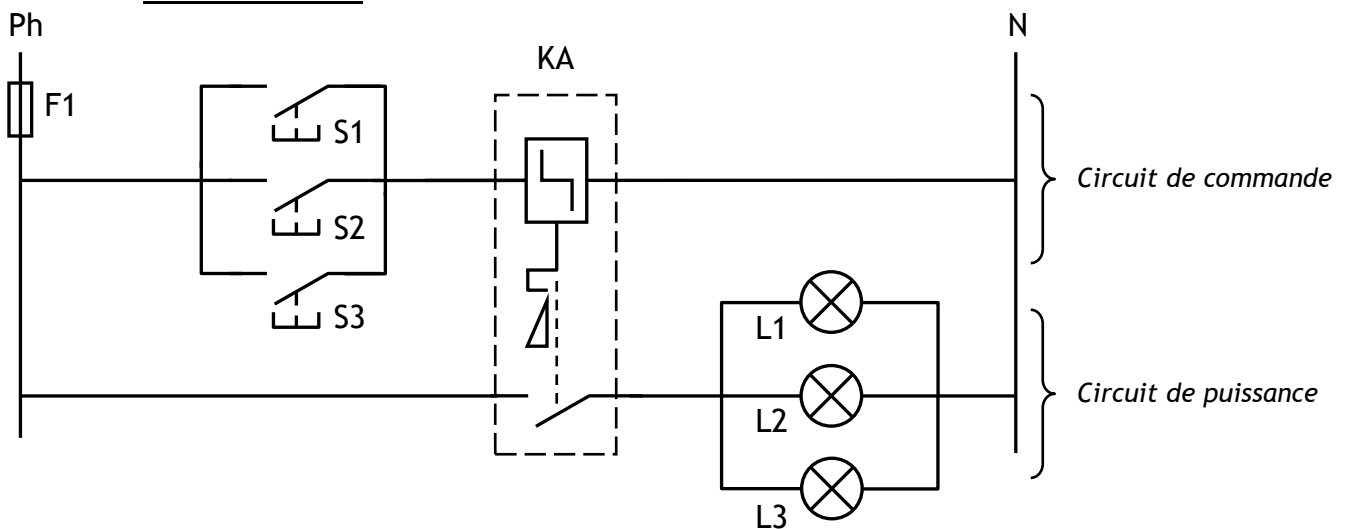 Ph
N
KA
F1
S1
Circuit de commande
S2
S3
L1
Circuit de puissance
L2
L3